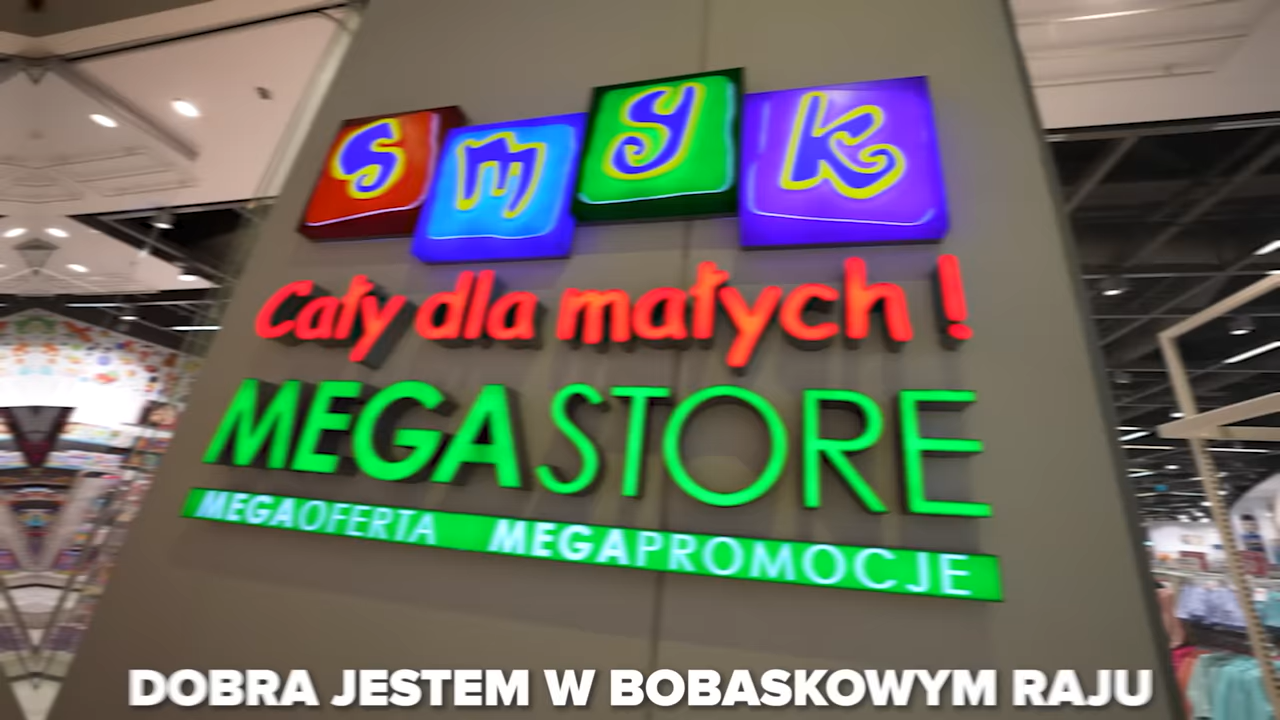 smyk
Cały dla małych !
MEGASTORE
MEGAOFERTA MEGAPROMOCJE
DOBRA JESTEM W BOBASKOWYM RAJU